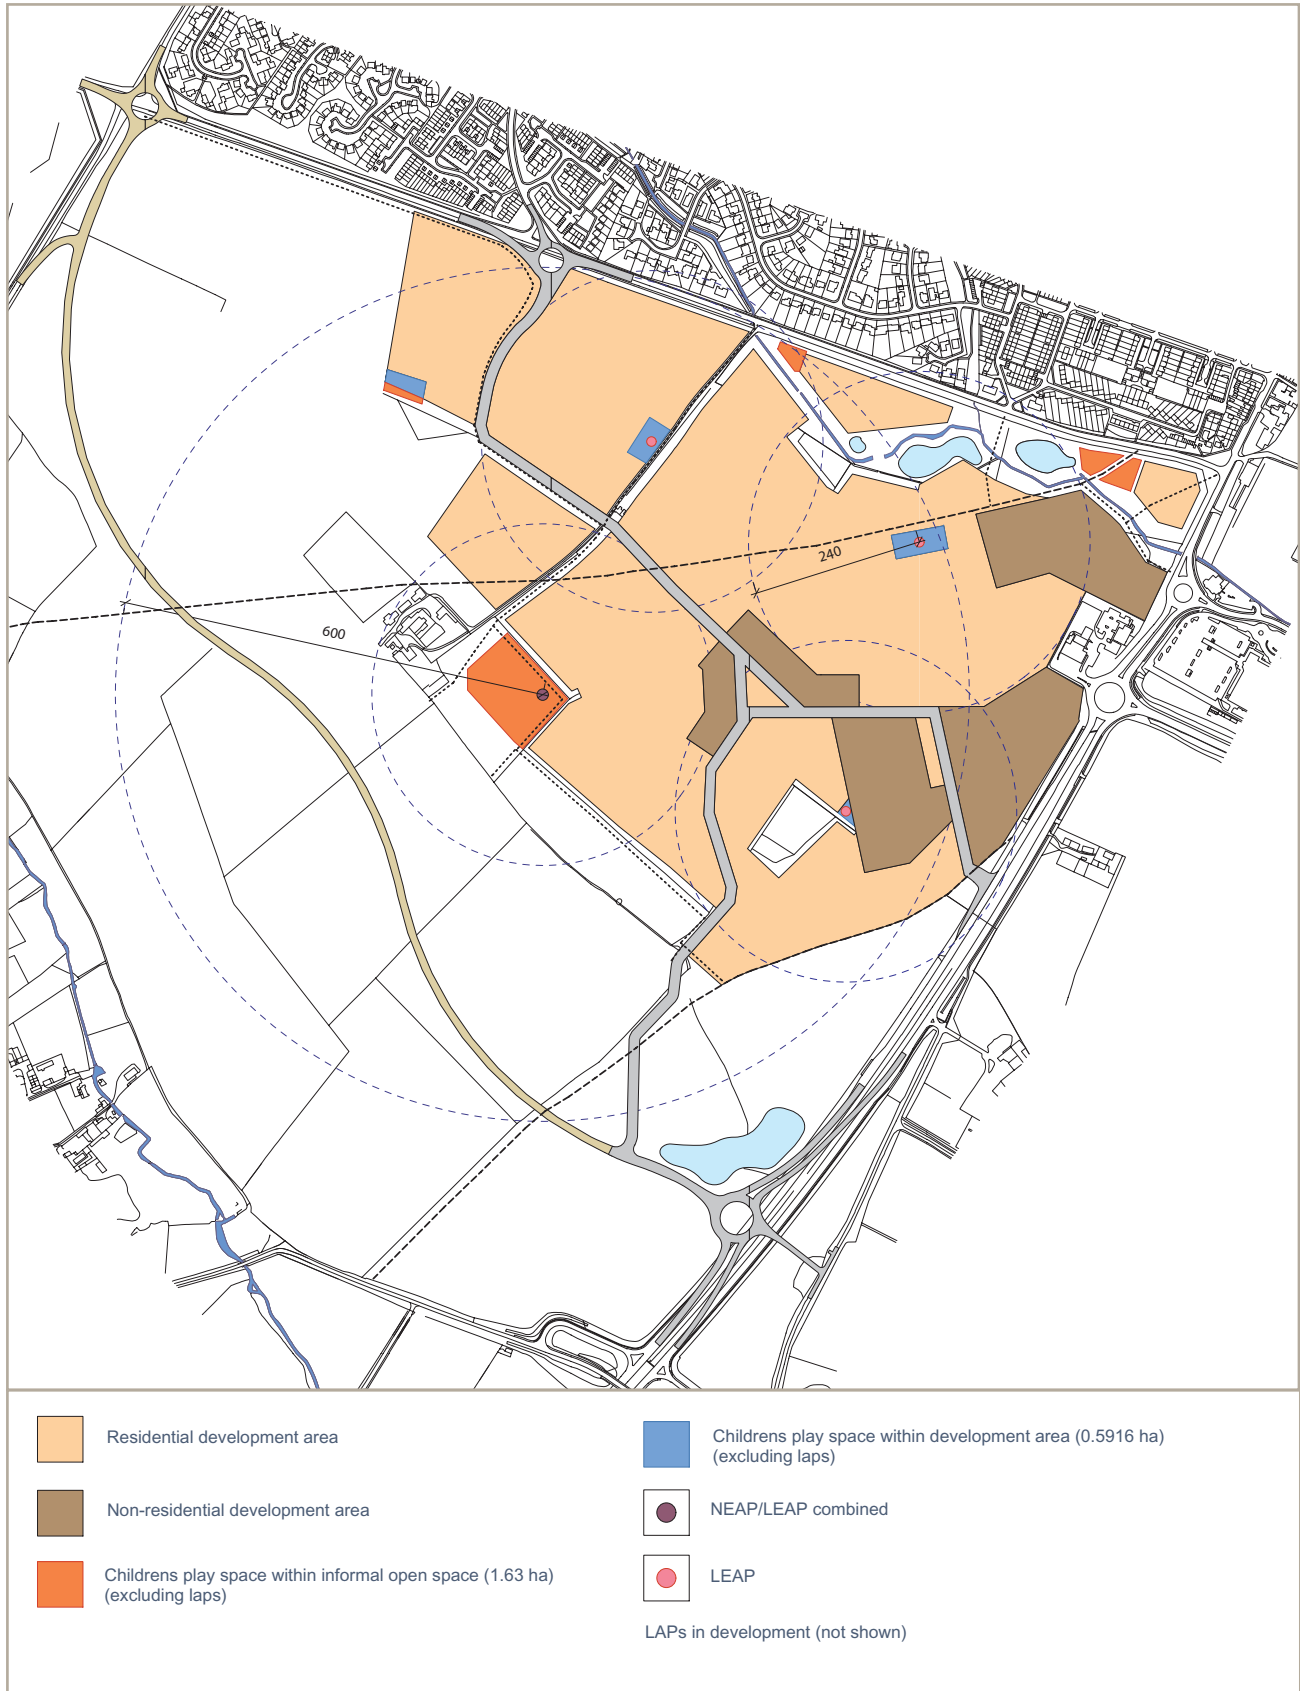 240
600
Residential development area
Non-residential development area
Childrens play space within informal open space (1.63 ha)
(excluding laps)
Childrens play space within development area (0.5916 ha)
(excluding laps)
NEAP/LEAP combined
LEAP
LAPs in development (not shown)